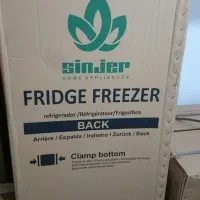 sinjer
HOME APPLIANCES
FRIDGE FREEZER
refrigerador /Réfrigérateur/Frigorifero
BACK
Arrière / Espalda / Indietro / Zurück / Back
Clamp bottom